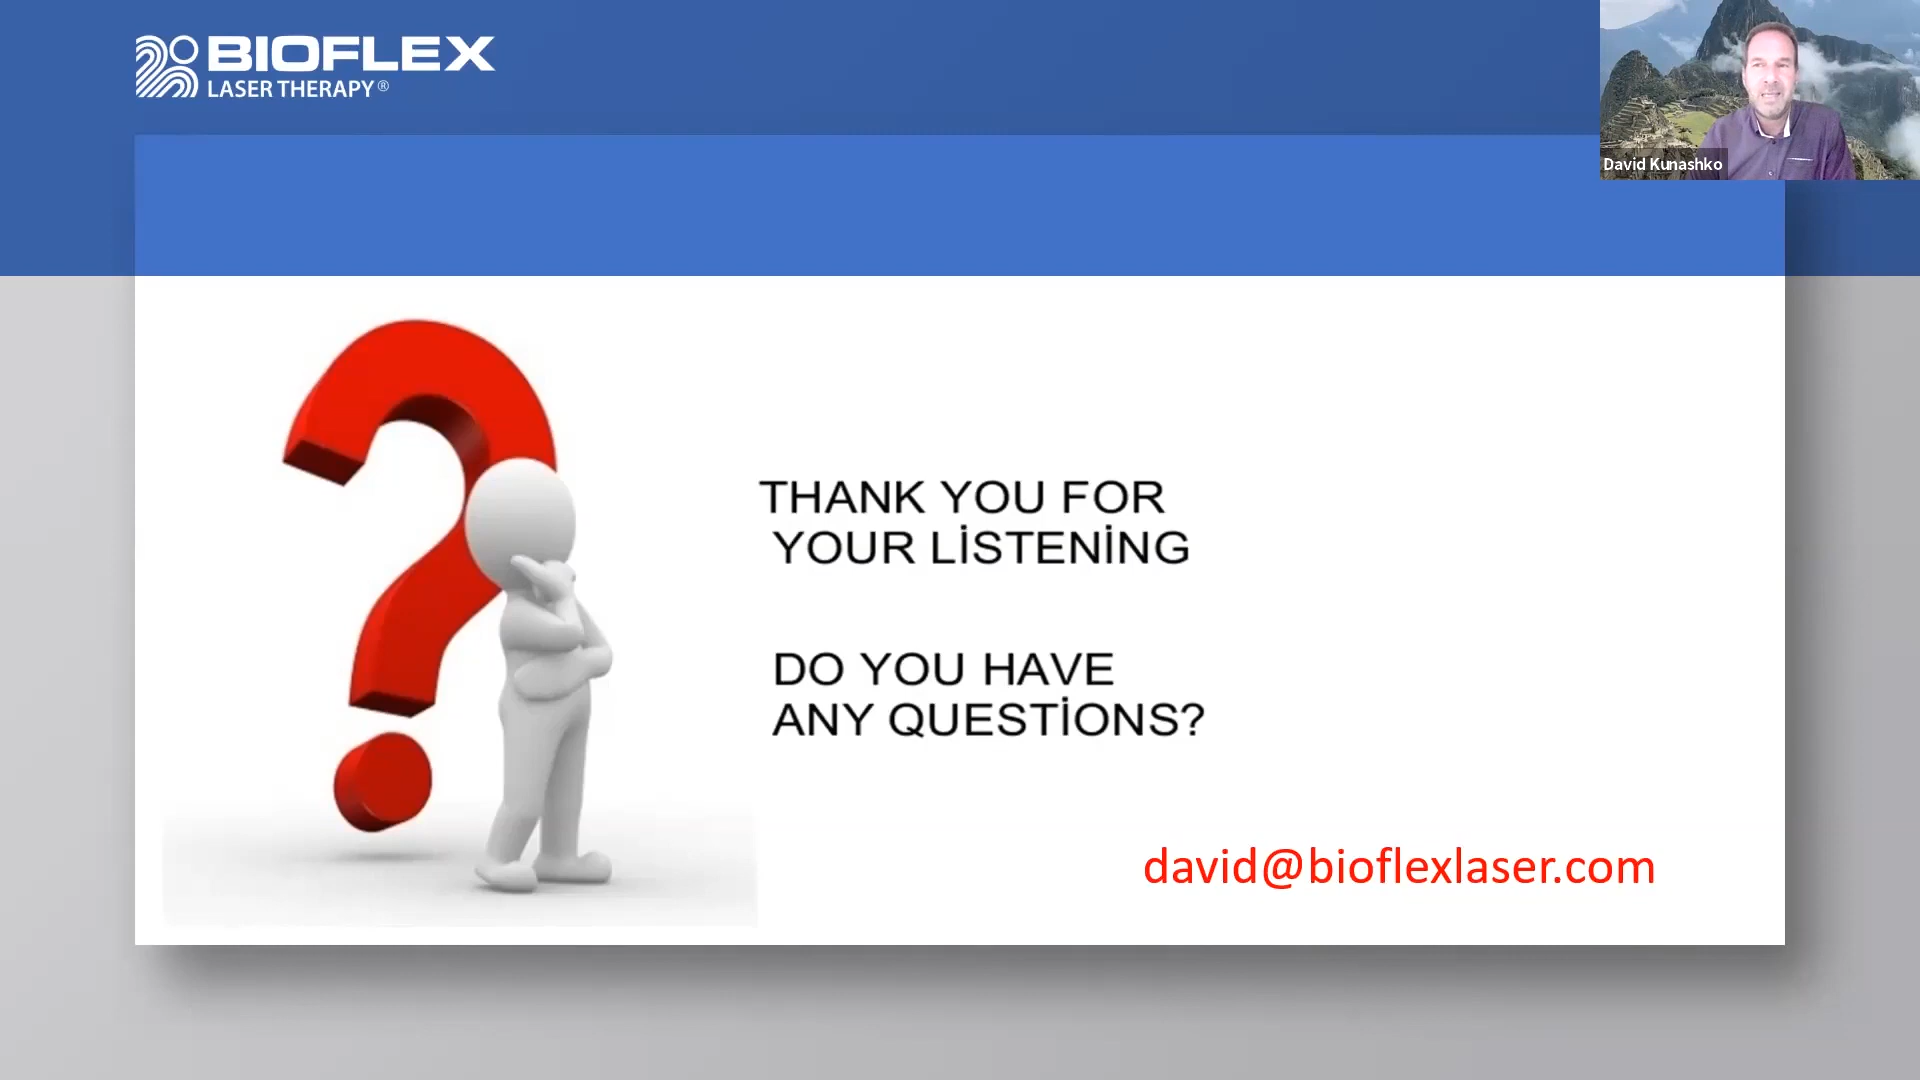 BIOFLEX
LASER THERAPY®
David Kunashko
THANK YOU FOR
YOUR LİSTENİNG
DO YOU HAVE
ANY QUESTİONS?
david@bioflexlaser.com